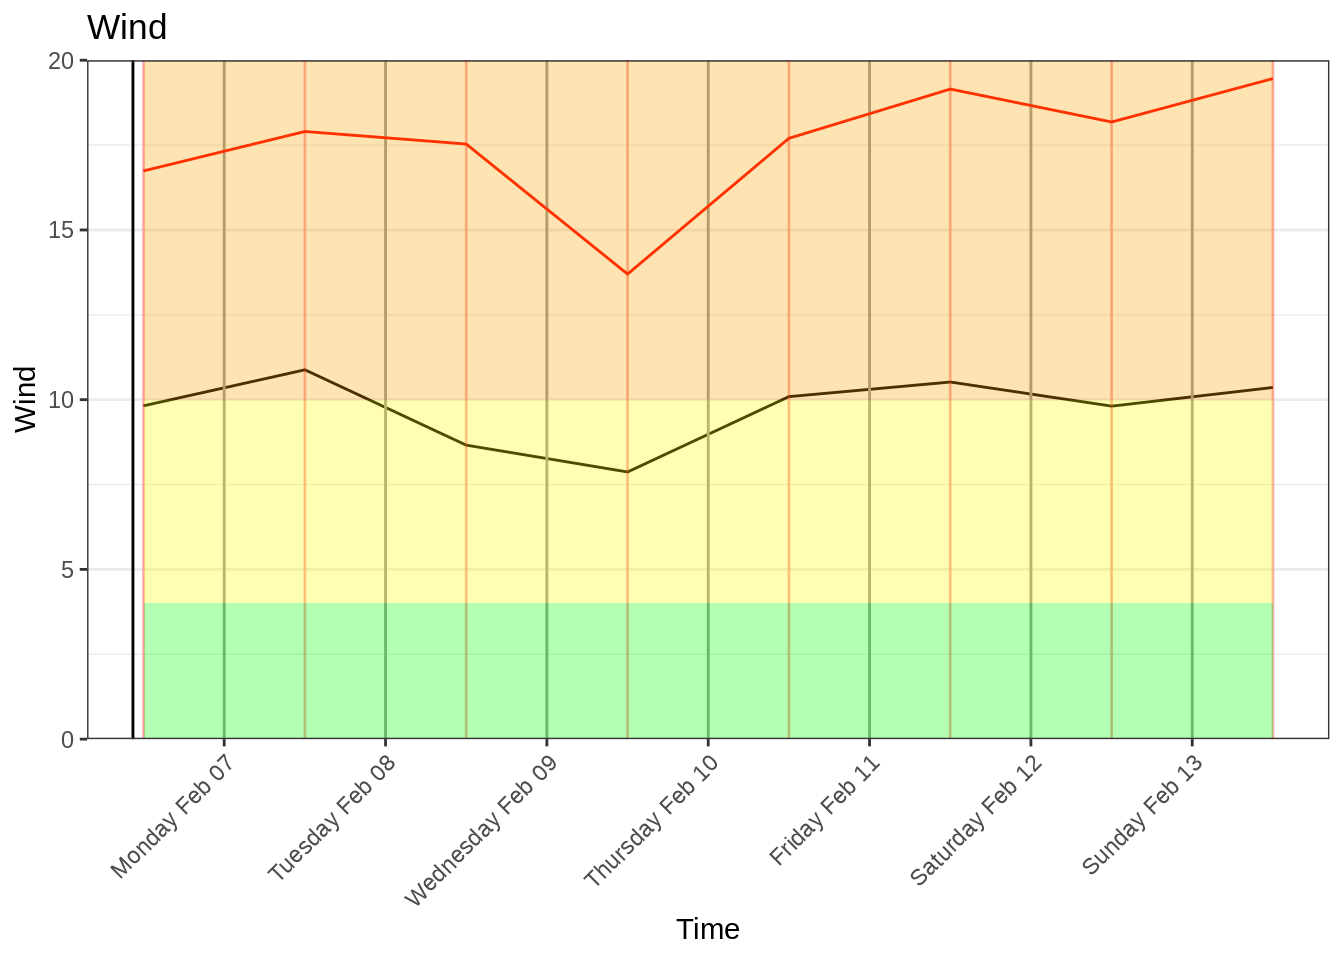 Wind
20
15
10
5
0
Wind
Monday Feb 07
Tuesday Feb 08
Wednesday Feb 09
Thursday Feb 10
Friday Feb 11
Saturday Feb 12
Sunday Feb 13
Time